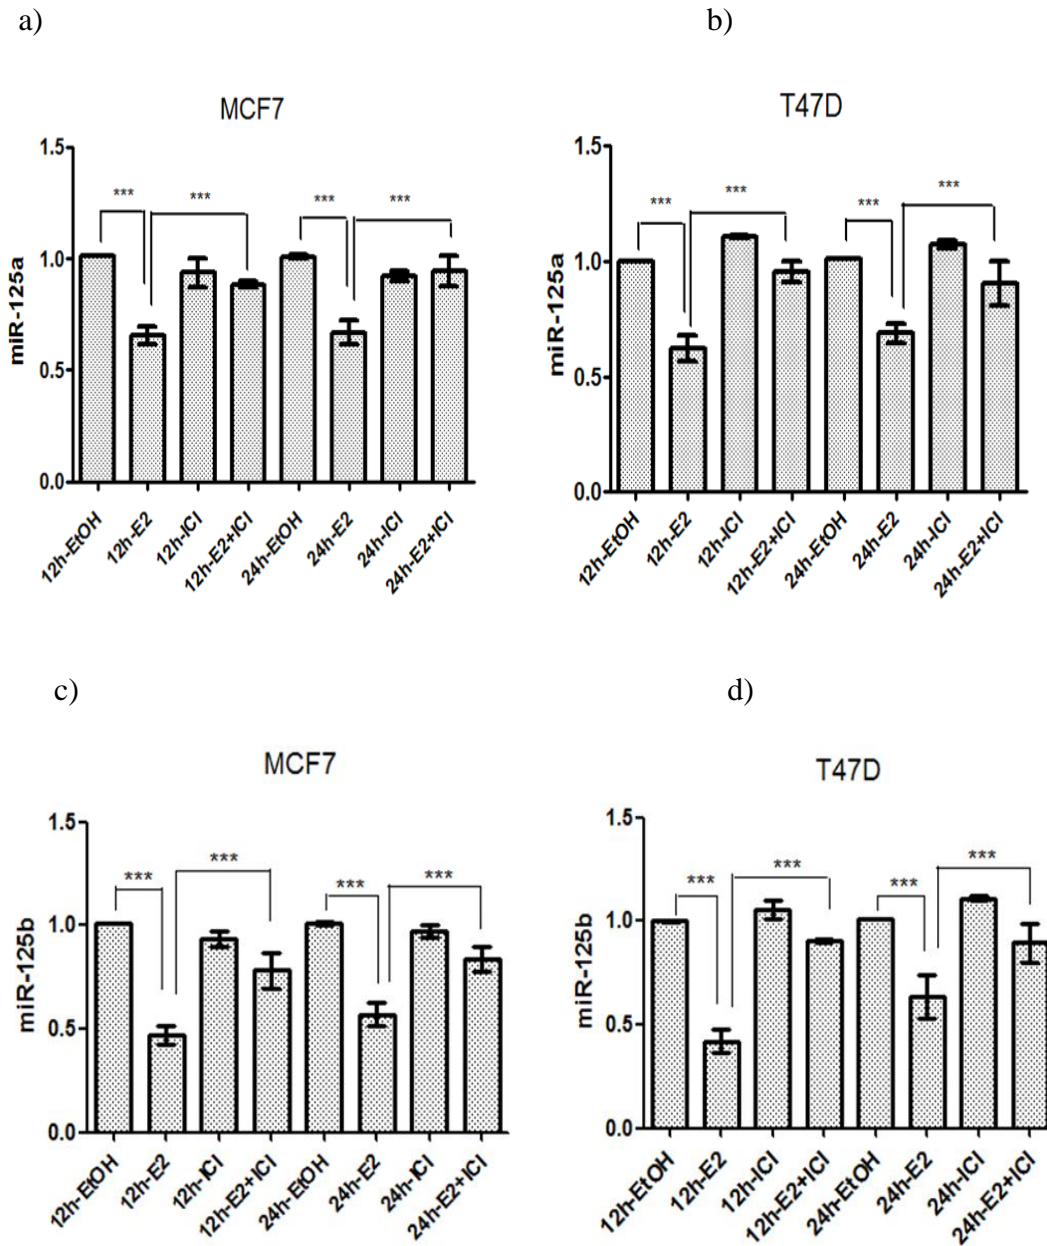 a)
MCF7
miR-125a
1.5
1.0
0.5
0.0
***
***
***
***
12h-EtOH
12h-E2
12h-ICI
12h-E2+ICI
24h-EtOH
24h-E2
24h-ICI
24h-E2+ICI
b)
T47D
miR-125a
1.5
1.0
0.5
0.0
***
***
***
***
12h-EtOH
12h-E2
12h-ICI
12h-E2+ICI
24h-EtOH
24h-E2
24h-ICI
24h-E2+ICI
c)
MCF7
miR-125b
1.5
1.0
0.5
0.0
***
***
***
***
12h- EtOH
12h-E2
12h-ICI
12h-E2+ICI
24h-EtOH
24h-E2
24h-ICI
24h-E2+ICI
d)
T47D
miR-125b
1.5
1.0
0.5
0.0
***
***
***
***
12h-EtOH
12h-E2
12h-ICI
12h-E2+ICI
24h-EtOH
24h-E2
24h-ICI
24h-E2+ICI